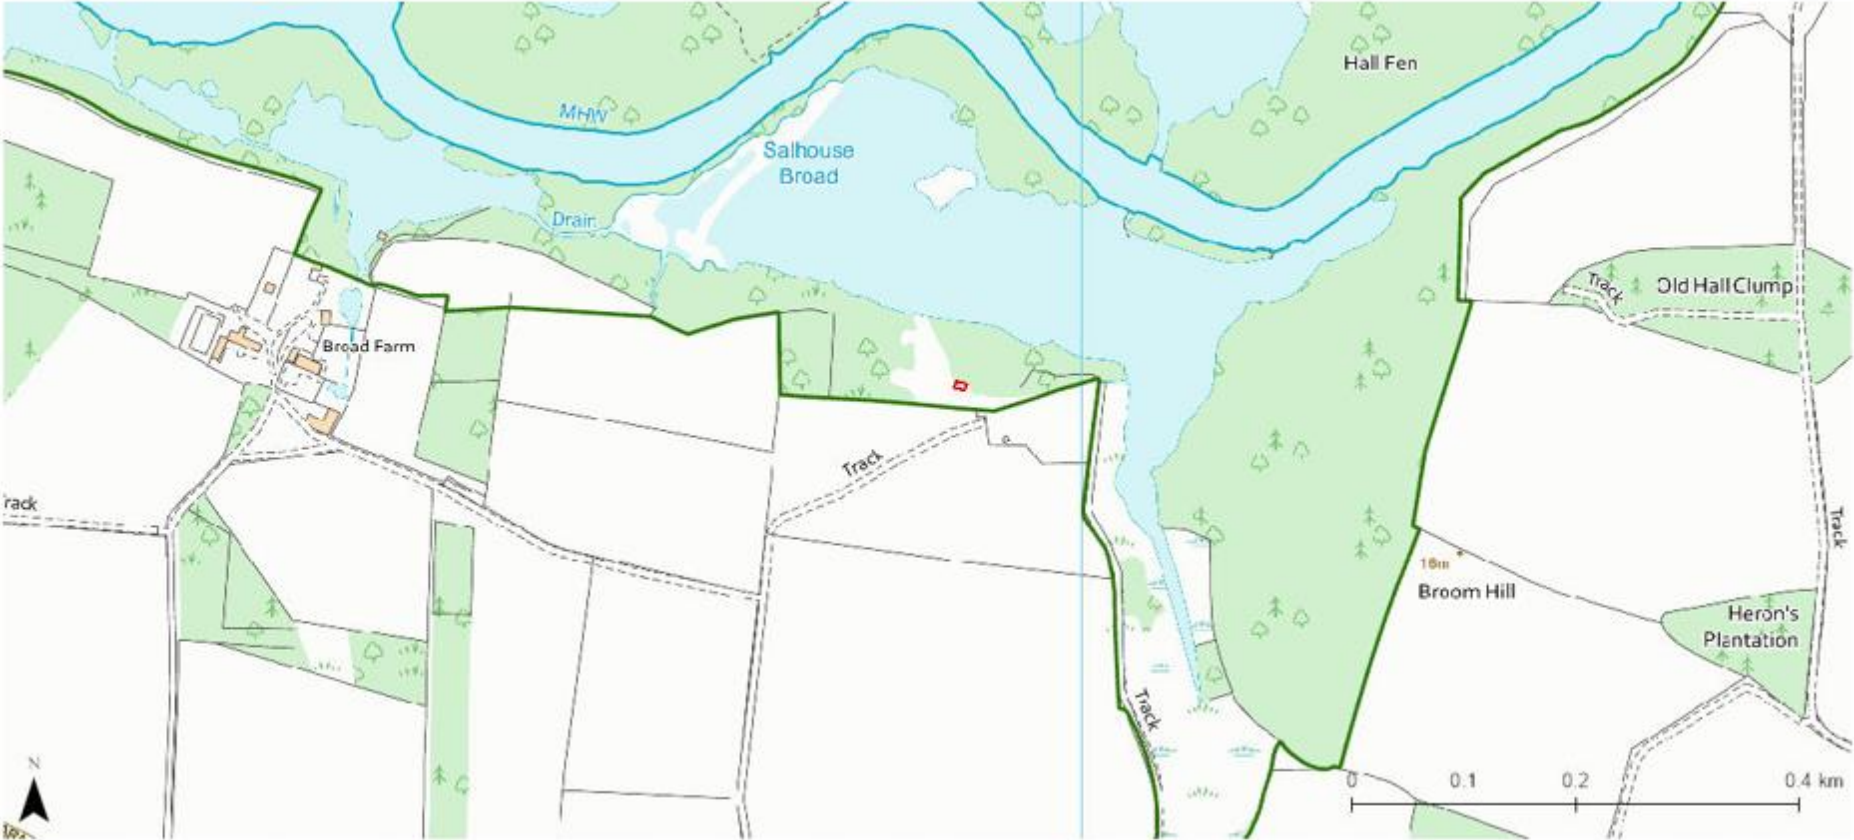 Hall Fen
MHW
Salhouse
Broad
Drain
Track
Old Hall Clump
Broad Farm
Track
rack
Track
16m
Broom Hill
Heron's
Plantation
Track
N
0 0.1 0.2 0.4 km